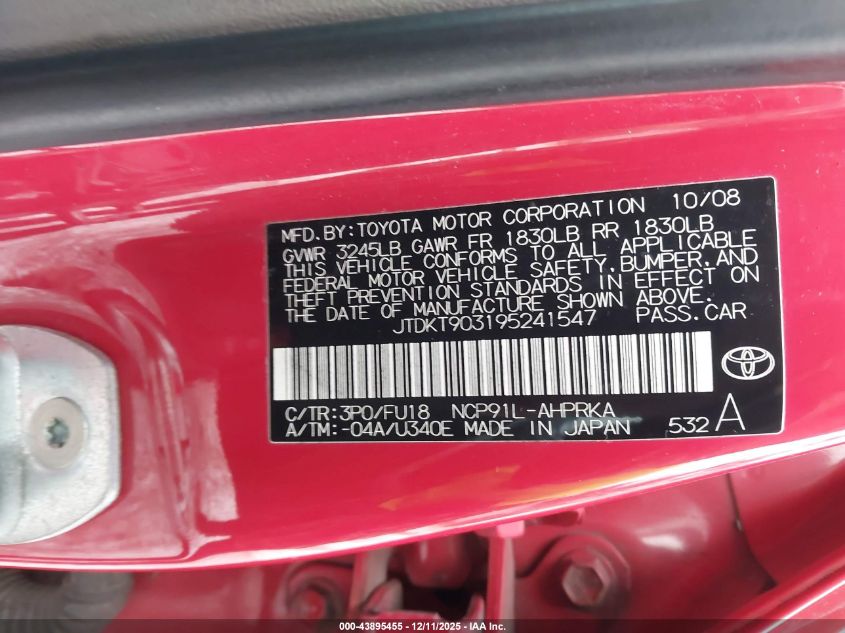 MFD.BY:TOYOTA MOTOR CORPORATION 10/08
GVWR 3245LB GAWR FR 1830LB RR 1830LB
THIS VEHICLE CONFORMS TO ALL APPLICABLE
FEDERAL MOTOR VEHICLE SAFETY,BUMPER,AND
THEFT PREVENTION STANDARDS IN EFFECT ON
THE DATE OF MANUFACTURE SHOWN ABOVE.
JTDKT903195241547 PASS.CAR
C/TR:3P0/FU18 NCP91L-AHPRKA
A/TM:-04A/U340E MADE IN JAPAN 532 A
000-43895455 - 12/11/2025 - IAA Inc.